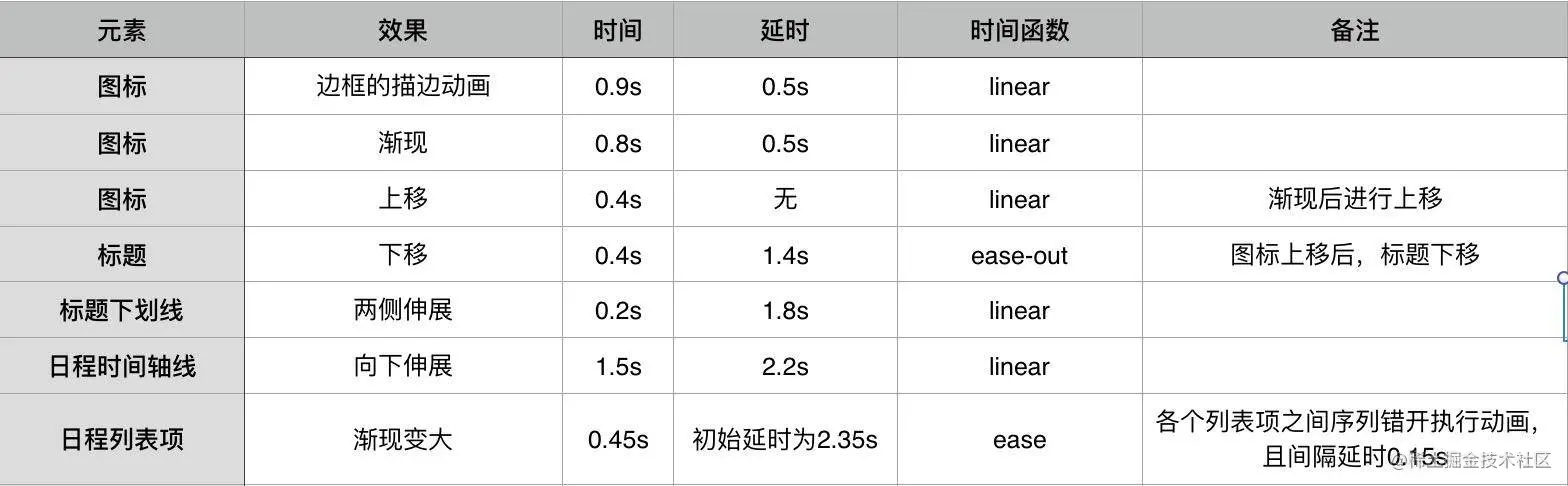 元素 效果 时间 延时 时间函数 备注
图标 边框的描边动画 0.9s 0.5s linear
图标 渐现 0.8s 0.5s linear
图标 上移 0.4s 无 linear 渐现后进行上移
标题 下移 0.4s 1.4s ease-out 图标上移后，标题下移
标题下划线 两侧伸展 0.2s 1.8s linear
日程时间轴线 向下伸展 1.5s 2.2s linear
日程列表项 渐现变大 0.45s 初始延时为2.35s ease 各个列表项之间序列错开执行动画，
且间隔延时0.15s
@稀土掘金技术社区